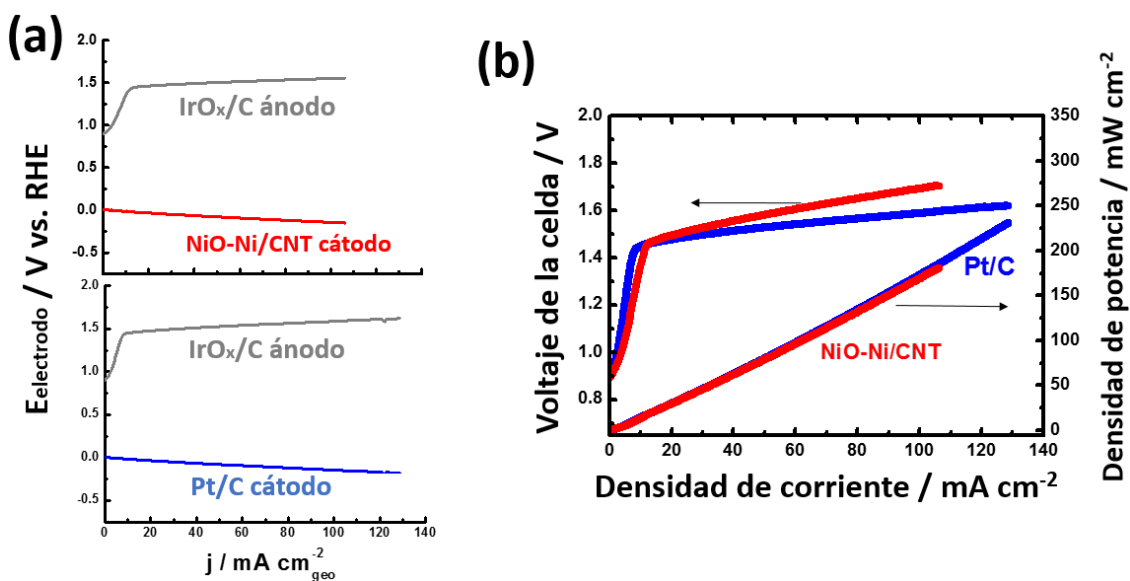 (a)
2.0
1.5
1.0
0.5
0.0
-0.5
IrOx/C ánodo
NiO-Ni/CNT cátodo
Eelectrodo / V vs. RHE
2.0
1.5
1.0
0.5
0.0
-0.5
IrOx/C ánodo
Pt/C cátodo
0 20 40 60 80 100 120 140
j / mA cm-2geo
(b)
Voltaje de la celda / V
2.0
1.8
1.6
1.4
1.2
1.0
0.8
Pt/C
NiO-Ni/CNT
350
300
250
200
150
100
50
0
Densidad de potencia / mW cm-2
0 20 40 60 80 100 120 140
Densidad de corriente / mA cm-2